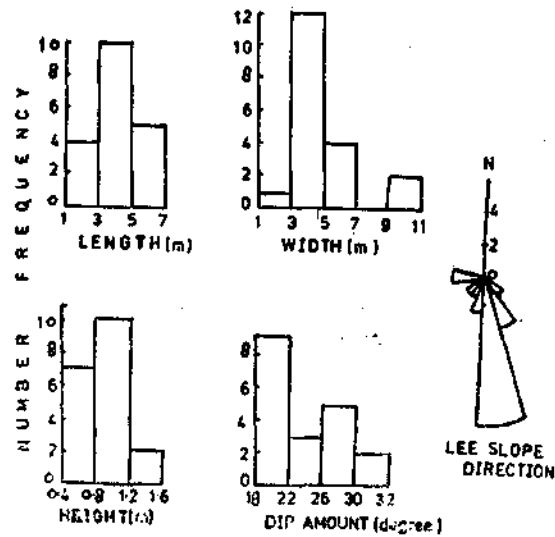 FREQUENCY
NUMBER
10
8
6
4
2
0
1 3 5 7
LENGTH (m)
12
10
8
6
4
2
0
1 3 5 7 9 11
WIDTH (m)
10
8
6
4
2
0
0·4 0·8 1·2 1·6
HEIGHT (m)
8
6
4
2
0
18 22 26 30 32
DIP AMOUNT (degree)
N
4
2
0
LEE SLOPE
DIRECTION